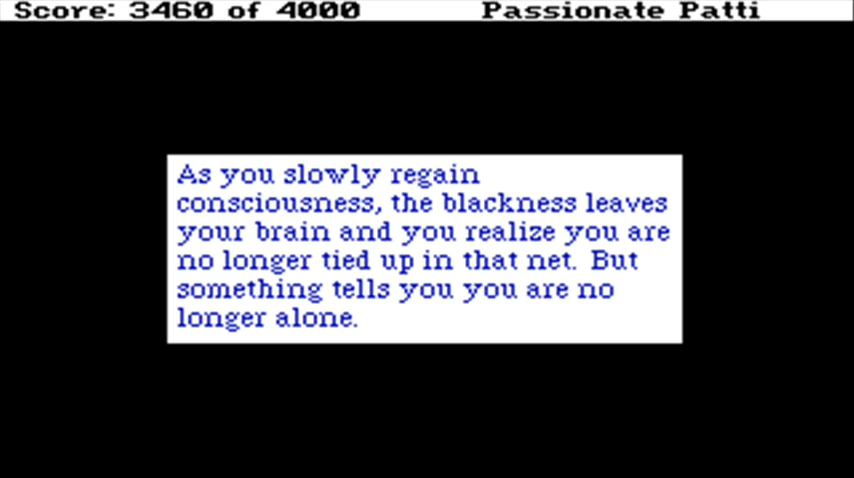 Score: 3460 of 4000 Passionate Patti
As you slowly regain
consciousness, the blackness leaves
your brain and you realize you are
no longer tied up in that net. But
something tells you you are no
longer alone.